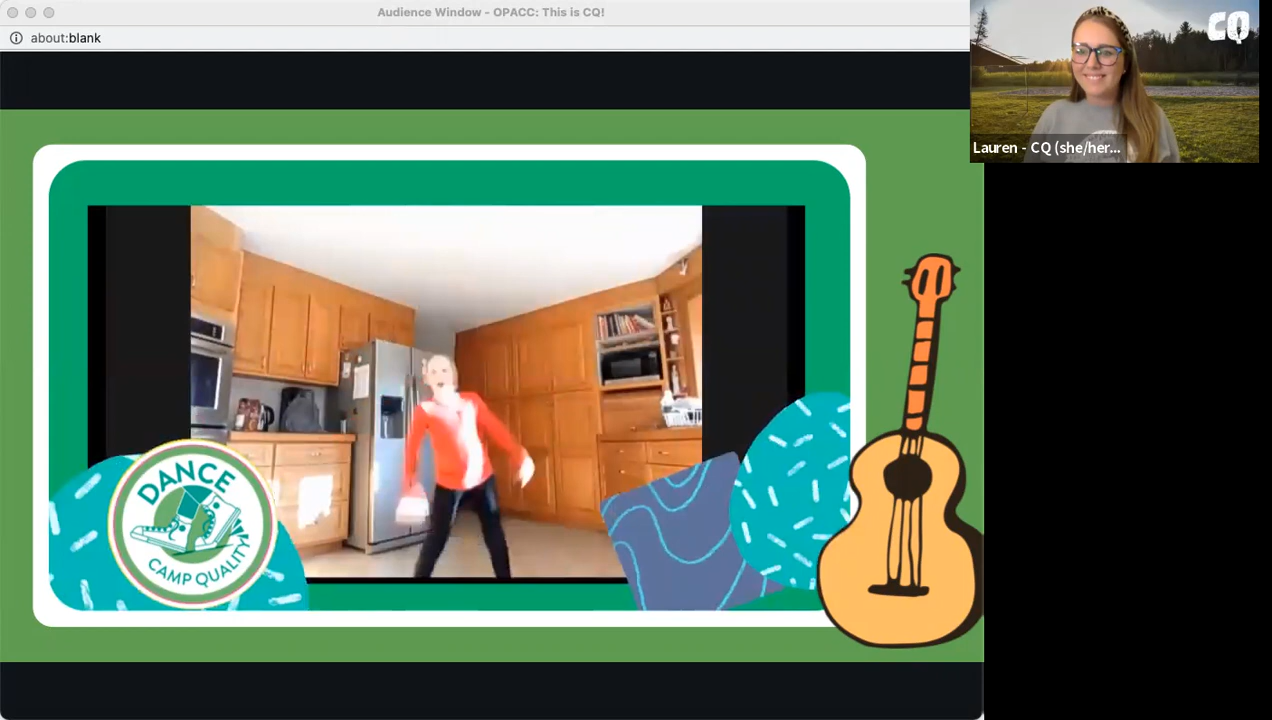 Audience Window - OPACC: This is CQ!
about:blank
CQ
Lauren - CQ (she/her...
DANCE
CAMP QUALITY